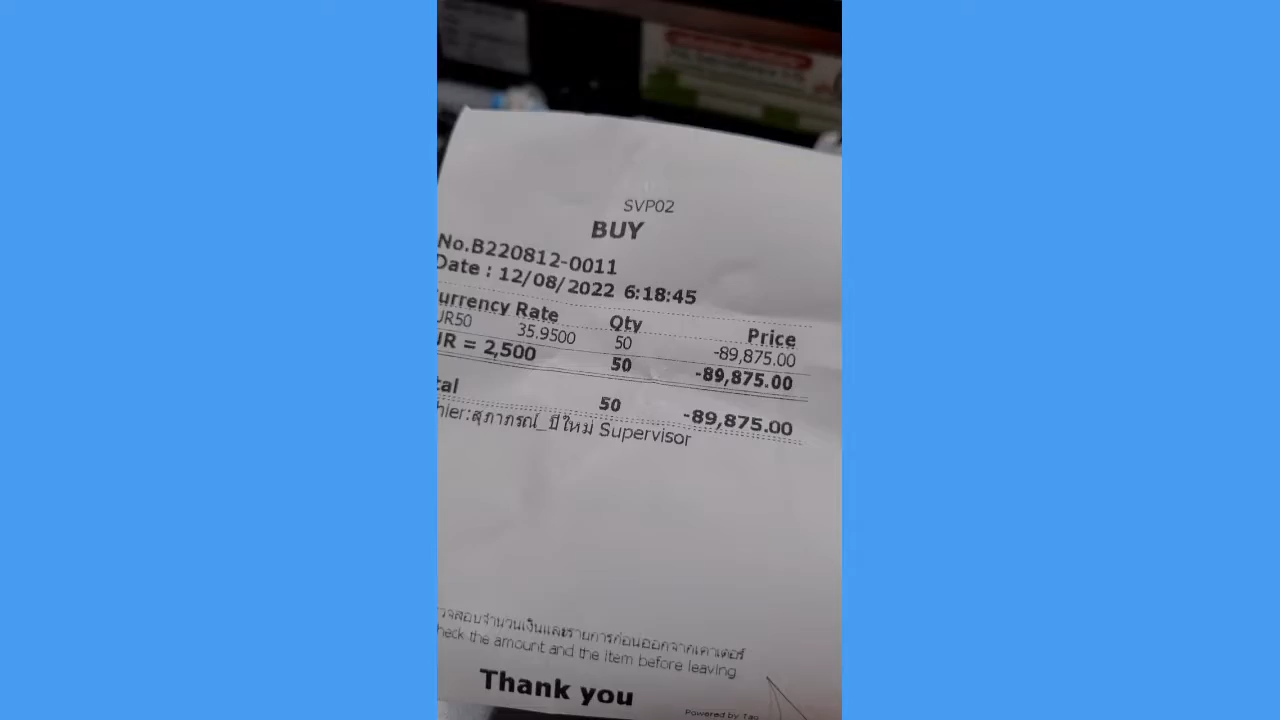 SVP02
BUY
No.B220812-0011
Date : 12/08/2022 6:18:45
urrency Rate Qty Price
UR50 35.9500 50 -89,875.00
UR = 2,500 50 -89,875.00
tal 50 -89,875.00
hier:สุภาภรณ์_ปีใหม่ Supervisor
วจสอบจำนวนเงินและรายการก่อนออกจากเคาเตอร์
heck the amount and the item before leaving
Thank you
Powered by Tao